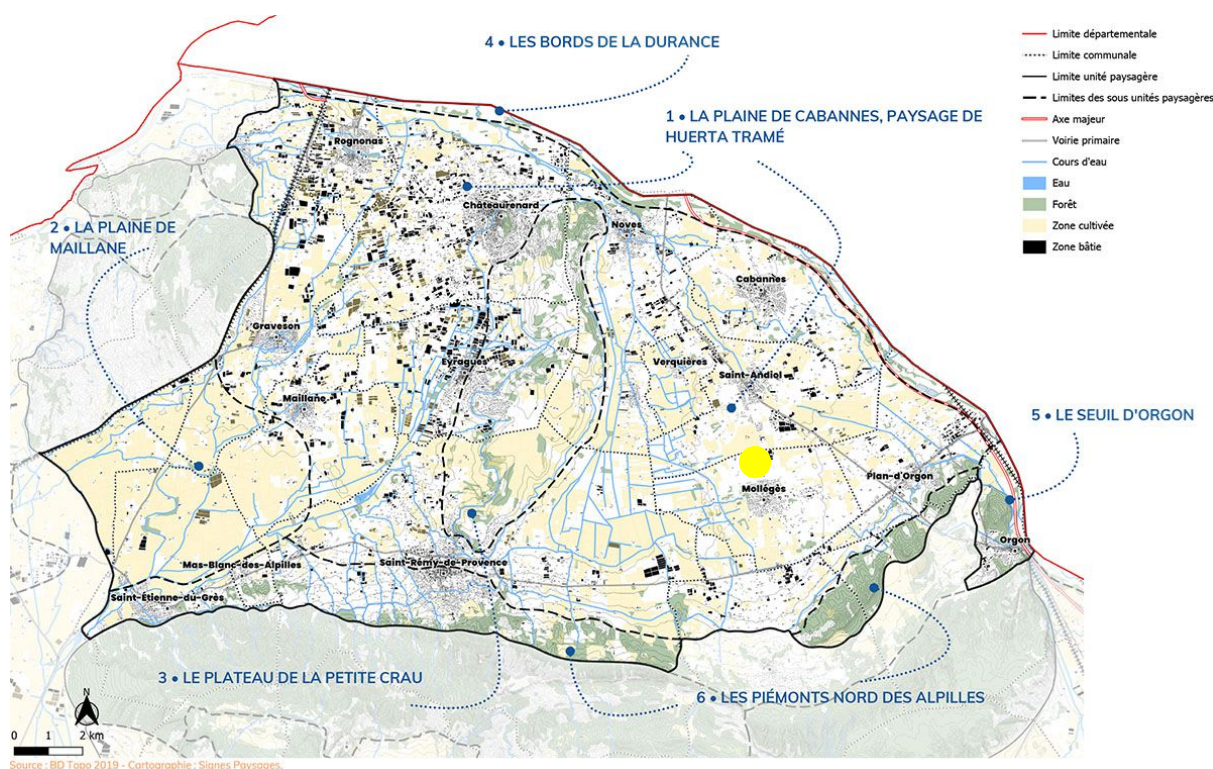 4 • LES BORDS DE LA DURANCE
1 • LA PLAINE DE CABANNES, PAYSAGE DE
HUERTA TRAMÉ
2 • LA PLAINE DE
MAILLANE
5 • LE SEUIL D'ORGON
3 • LE PLATEAU DE LA PETITE CRAU
6 • LES PIÉMONTS NORD DES ALPILLES
Limite départementale
Limite communale
Limite unité paysagère
Limites des sous unités paysagères
Axe majeur
Voirie primaire
Cours d'eau
Eau
Forêt
Zone cultivée
Zone bâtie
Rognonas
Châteaurenard
Noves
Cabannes
Graveson
Eyragues
Verquières
Saint-Andiol
Maillane
Plan-d'Orgon
Mollégès
Orgon
Mas-Blanc-des-Alpilles
Saint-Rémy-de-Provence
Saint-Étienne-du-Grès
N
0 1 2 km
Source : BD Topo 2019 - Cartographie : Signes Paysages.